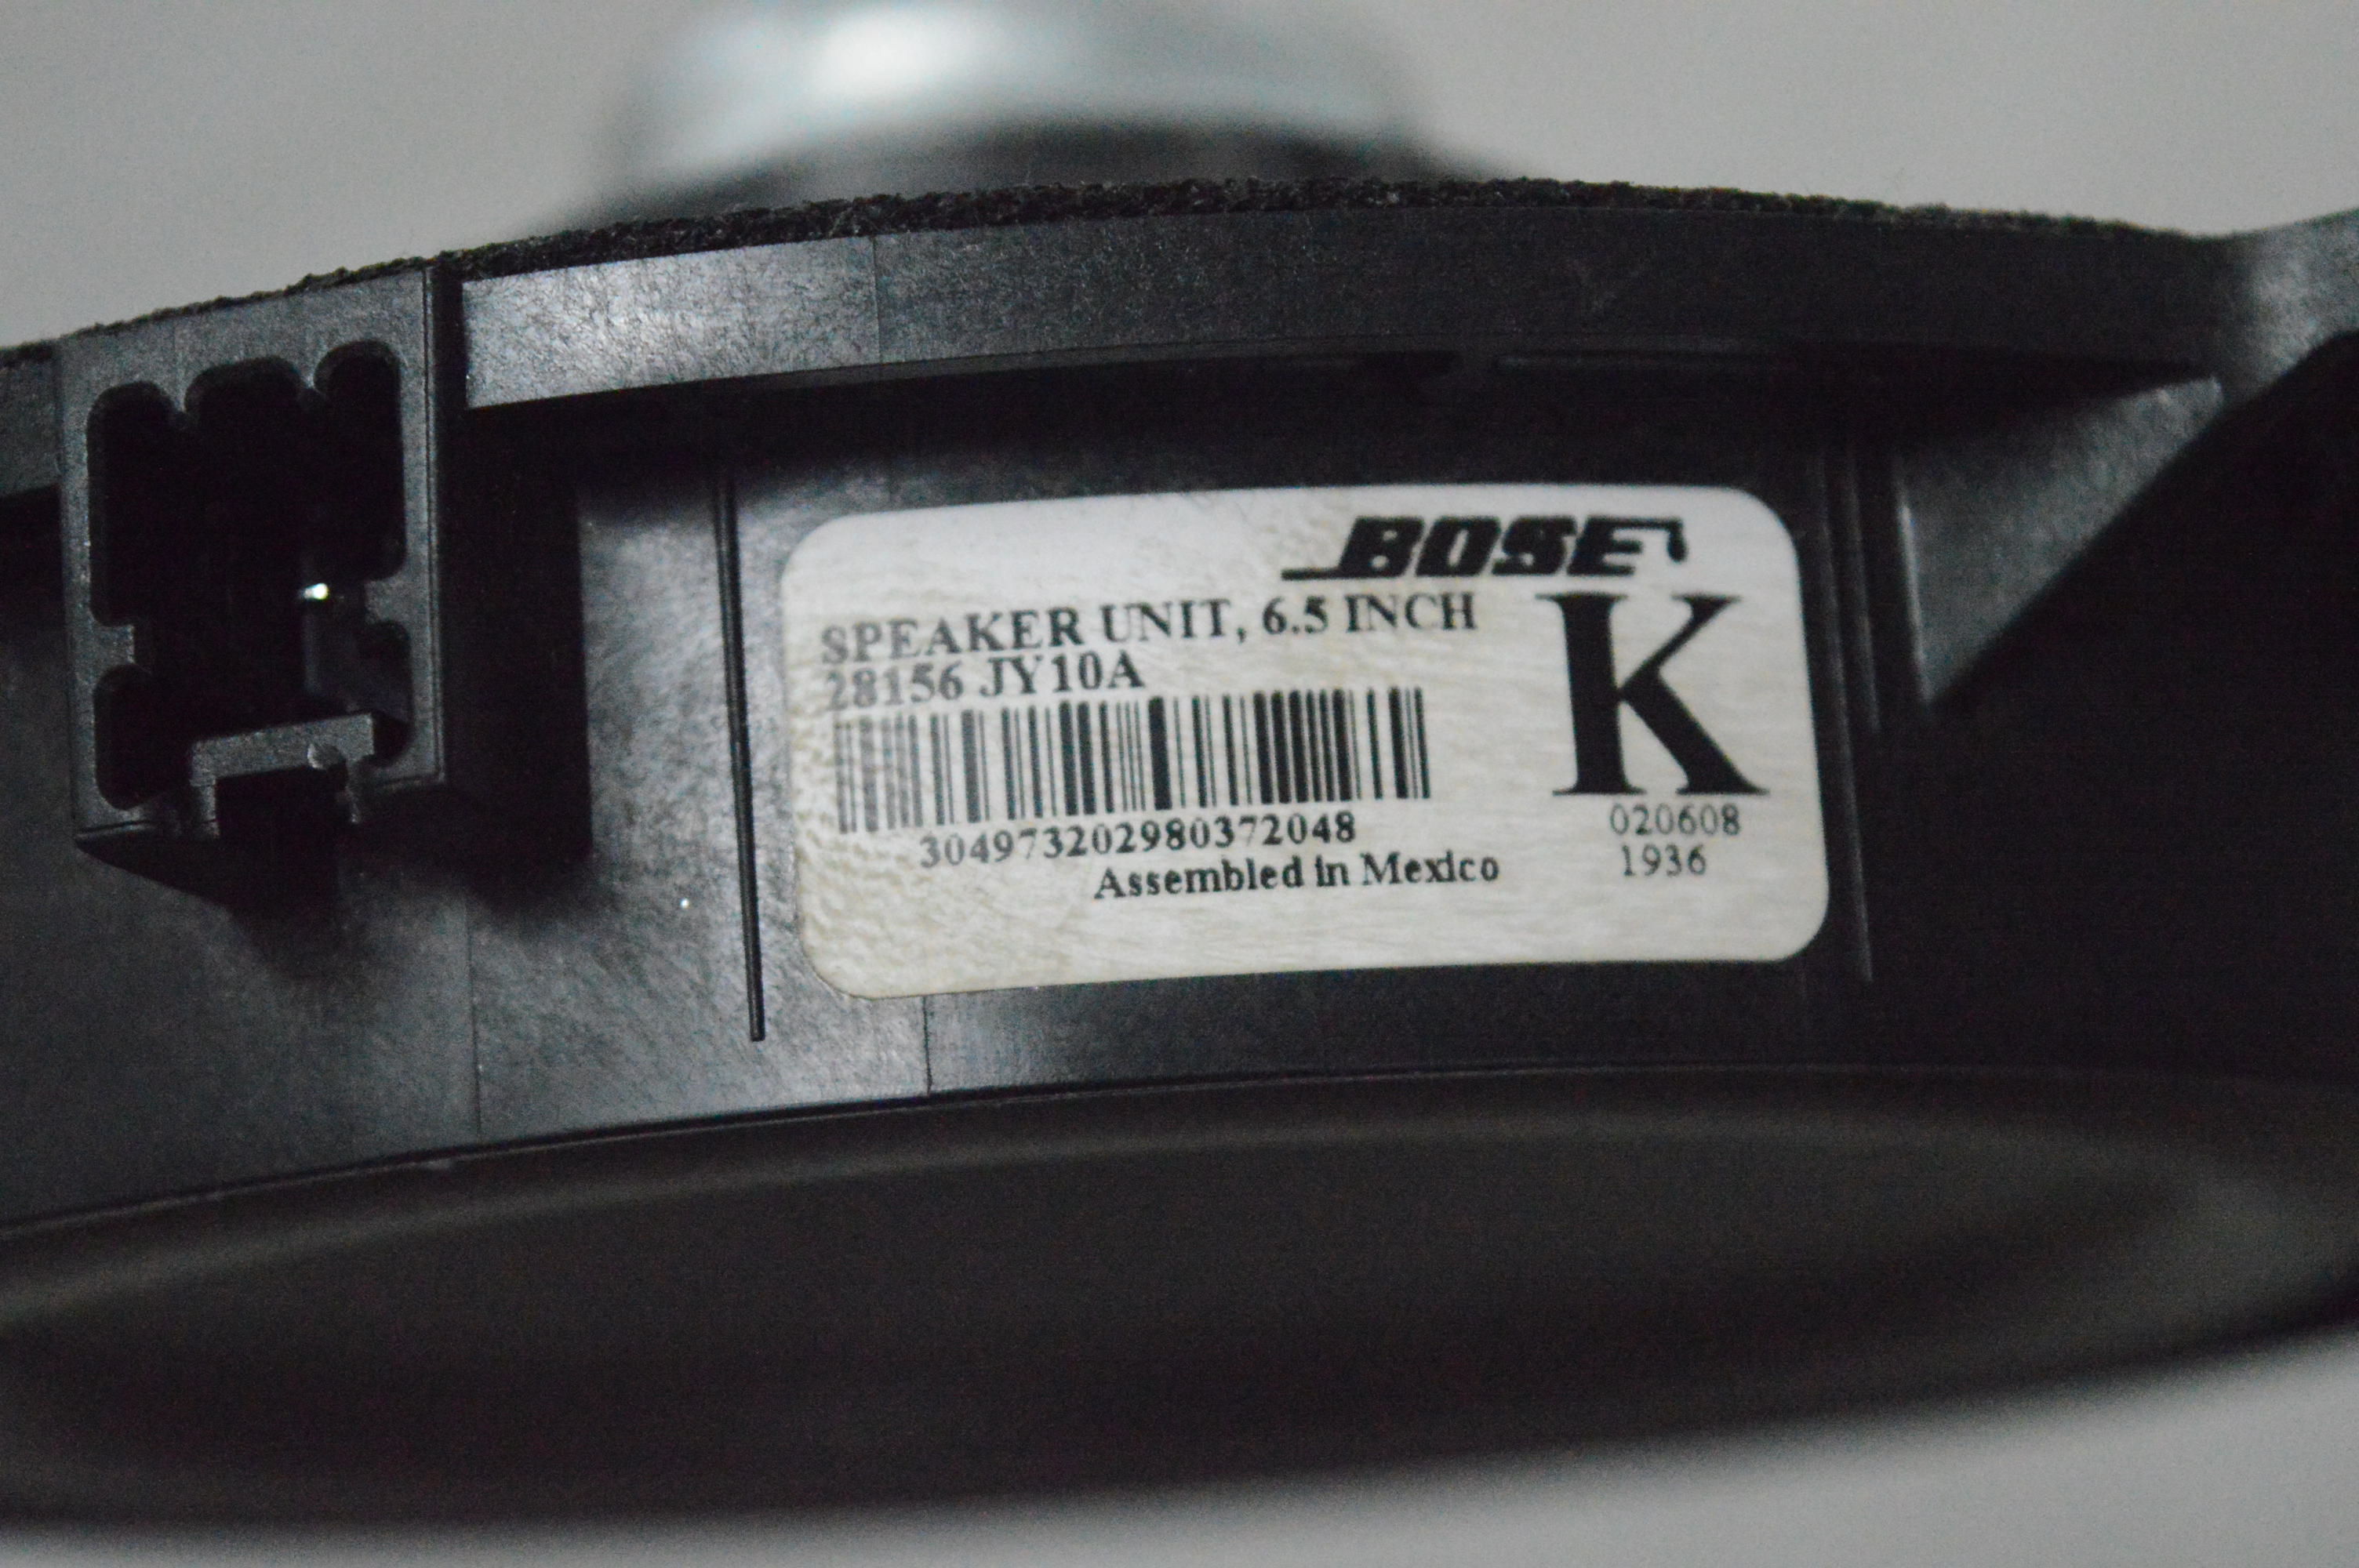 BOSE
SPEAKER UNIT, 6.5 INCH
28156 JY10A
K
304973202980372048
020608
1936
Assembled in Mexico